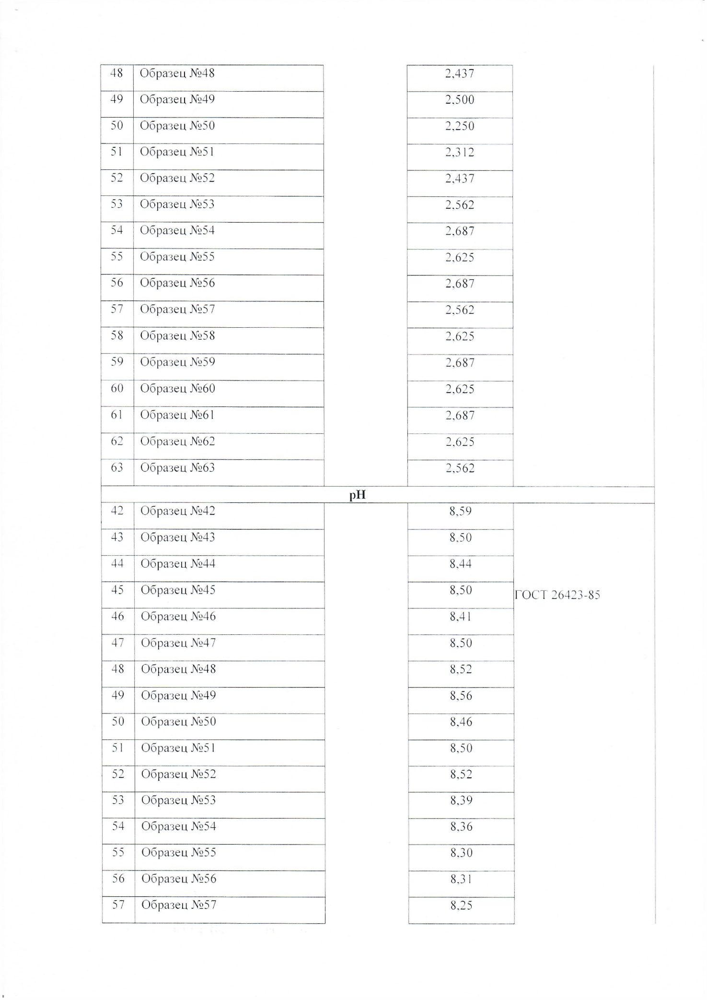 48 Образец №48 2,437
49 Образец №49 2,500
50 Образец №50 2,250
51 Образец №51 2,312
52 Образец №52 2,437
53 Образец №53 2,562
54 Образец №54 2,687
55 Образец №55 2,625
56 Образец №56 2,687
57 Образец №57 2,562
58 Образец №58 2,625
59 Образец №59 2,687
60 Образец №60 2,625
61 Образец №61 2,687
62 Образец №62 2,625
63 Образец №63 2,562
pH
42 Образец №42 8,59
43 Образец №43 8,50
44 Образец №44 8,44
45 Образец №45 8,50 ГОСТ 26423-85
46 Образец №46 8,41
47 Образец №47 8,50
48 Образец №48 8,52
49 Образец №49 8,56
50 Образец №50 8,46
51 Образец №51 8,50
52 Образец №52 8,52
53 Образец №53 8,39
54 Образец №54 8,36
55 Образец №55 8,30
56 Образец №56 8,31
57 Образец №57 8,25